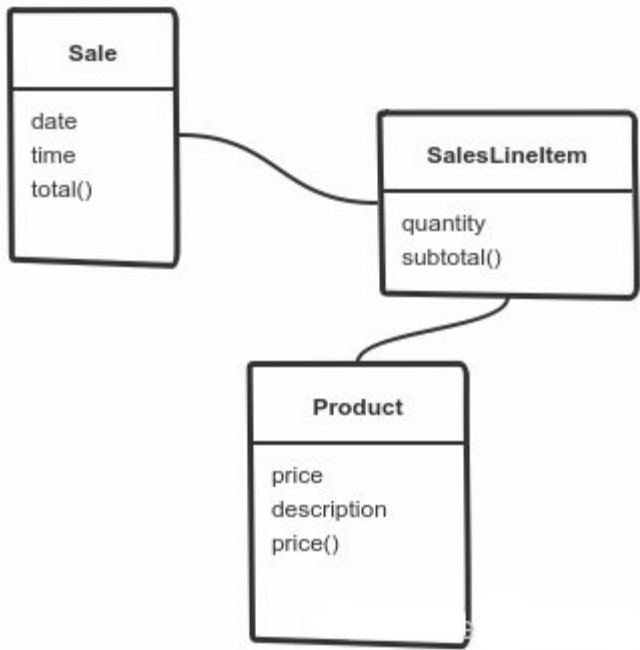 Sale
date
time
total()
SalesLineItem
quantity
subtotal()
Product
price
description
price()